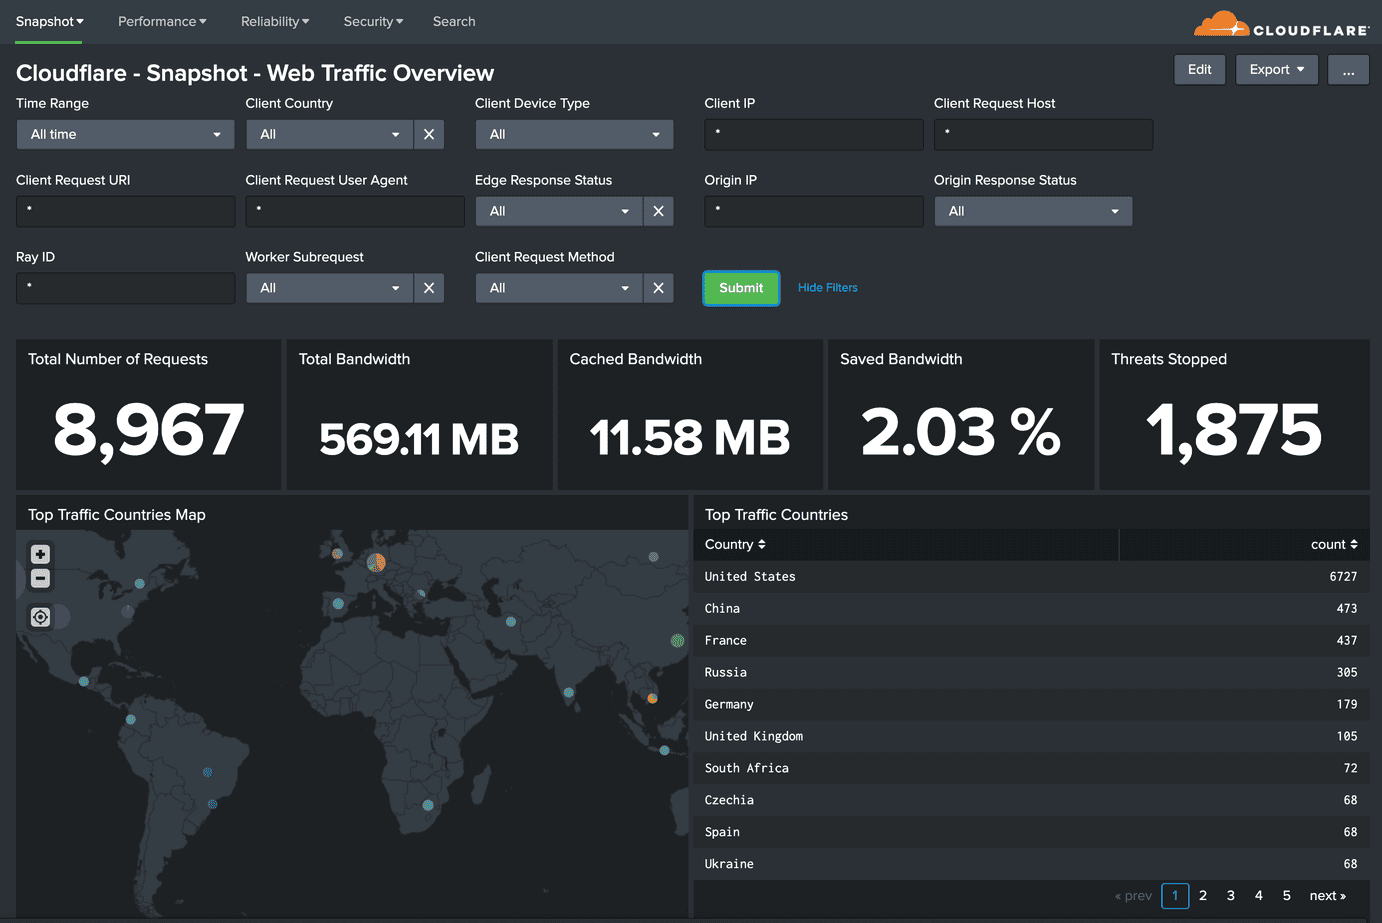 Snapshot Performance Reliability Security Search
CLOUDFLARE
Cloudflare - Snapshot - Web Traffic Overview
Edit Export ...
Time Range Client Country Client Device Type Client IP Client Request Host
All time All All * *
Client Request URI Client Request User Agent Edge Response Status Origin IP Origin Response Status
* * All * All
Ray ID Worker Subrequest Client Request Method
* All All Submit Hide Filters
Total Number of Requests Total Bandwidth Cached Bandwidth Saved Bandwidth Threats Stopped
8,967 569.11 MB 11.58 MB 2.03 % 1,875
Top Traffic Countries Map
Top Traffic Countries
Country count
United States 6727
China 473
France 437
Russia 305
Germany 179
United Kingdom 105
South Africa 72
Czechia 68
Spain 68
Ukraine 68
« prev 1 2 3 4 5 next »